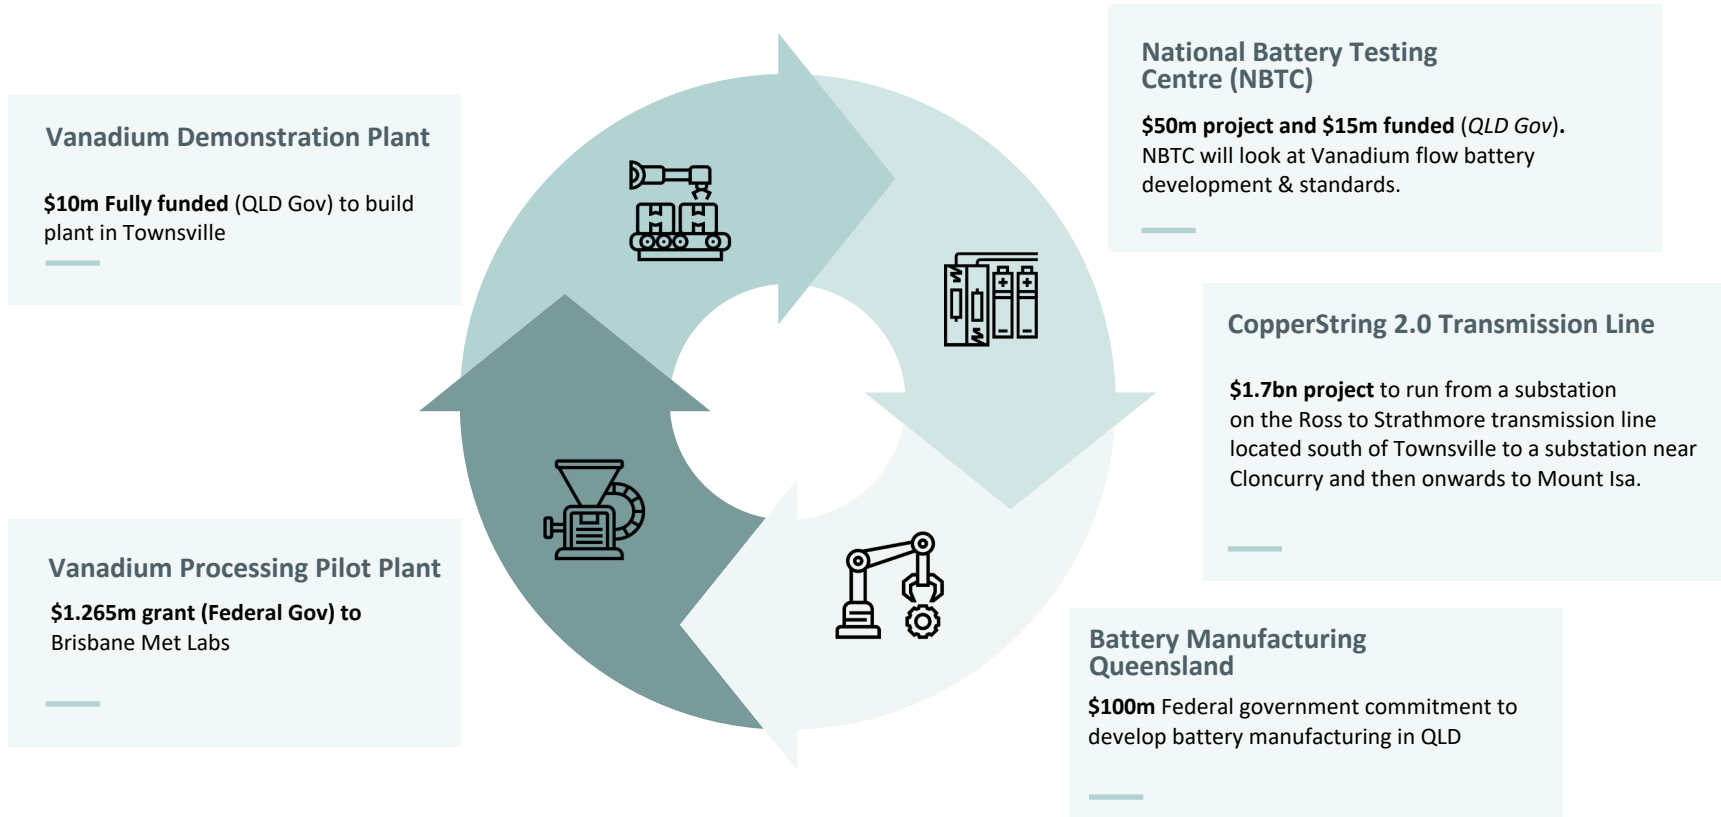 Vanadium Demonstration Plant
$10m Fully funded (QLD Gov) to build
plant in Townsville
Vanadium Processing Pilot Plant
$1.265m grant (Federal Gov) to
Brisbane Met Labs
National Battery Testing
Centre (NBTC)
$50m project and $15m funded (QLD Gov).
NBTC will look at Vanadium flow battery
development & standards.
CopperString 2.0 Transmission Line
$1.7bn project to run from a substation
on the Ross to Strathmore transmission line
located south of Townsville to a substation near
Cloncurry and then onwards to Mount Isa.
Battery Manufacturing
Queensland
$100m Federal government commitment to
develop battery manufacturing in QLD